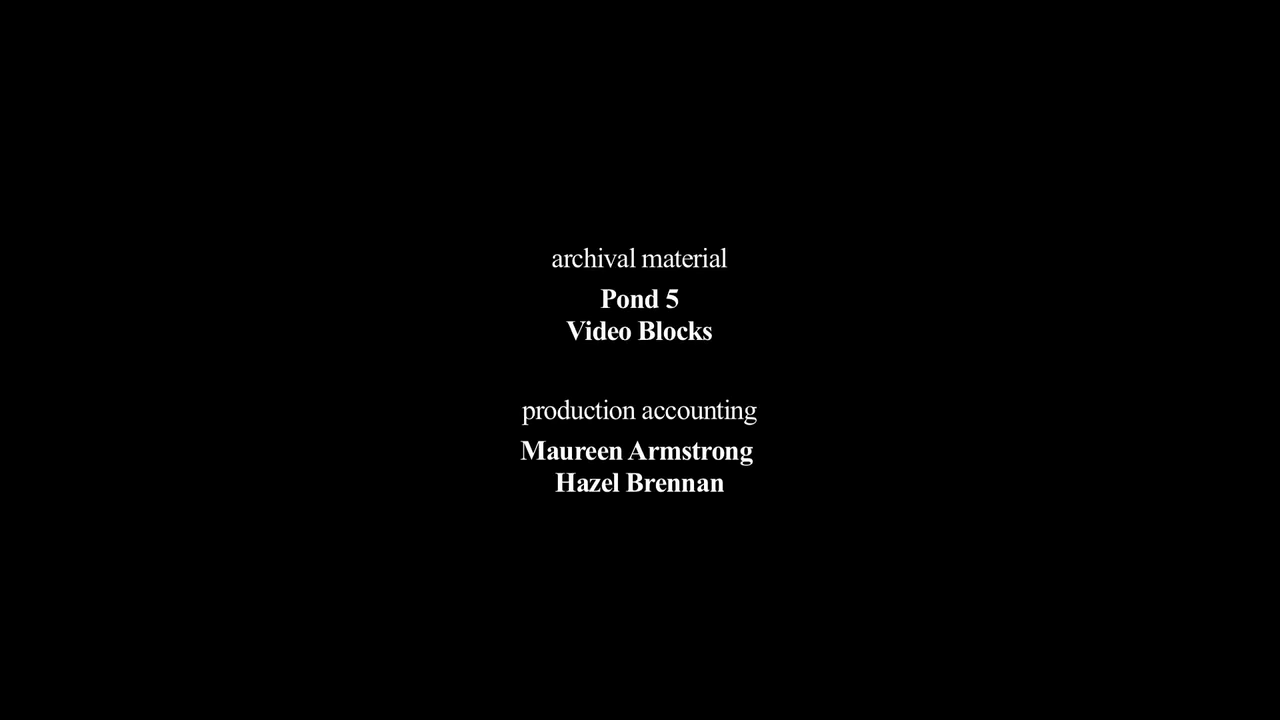 archival material
Pond 5
Video Blocks
production accounting
Maureen Armstrong
Hazel Brennan